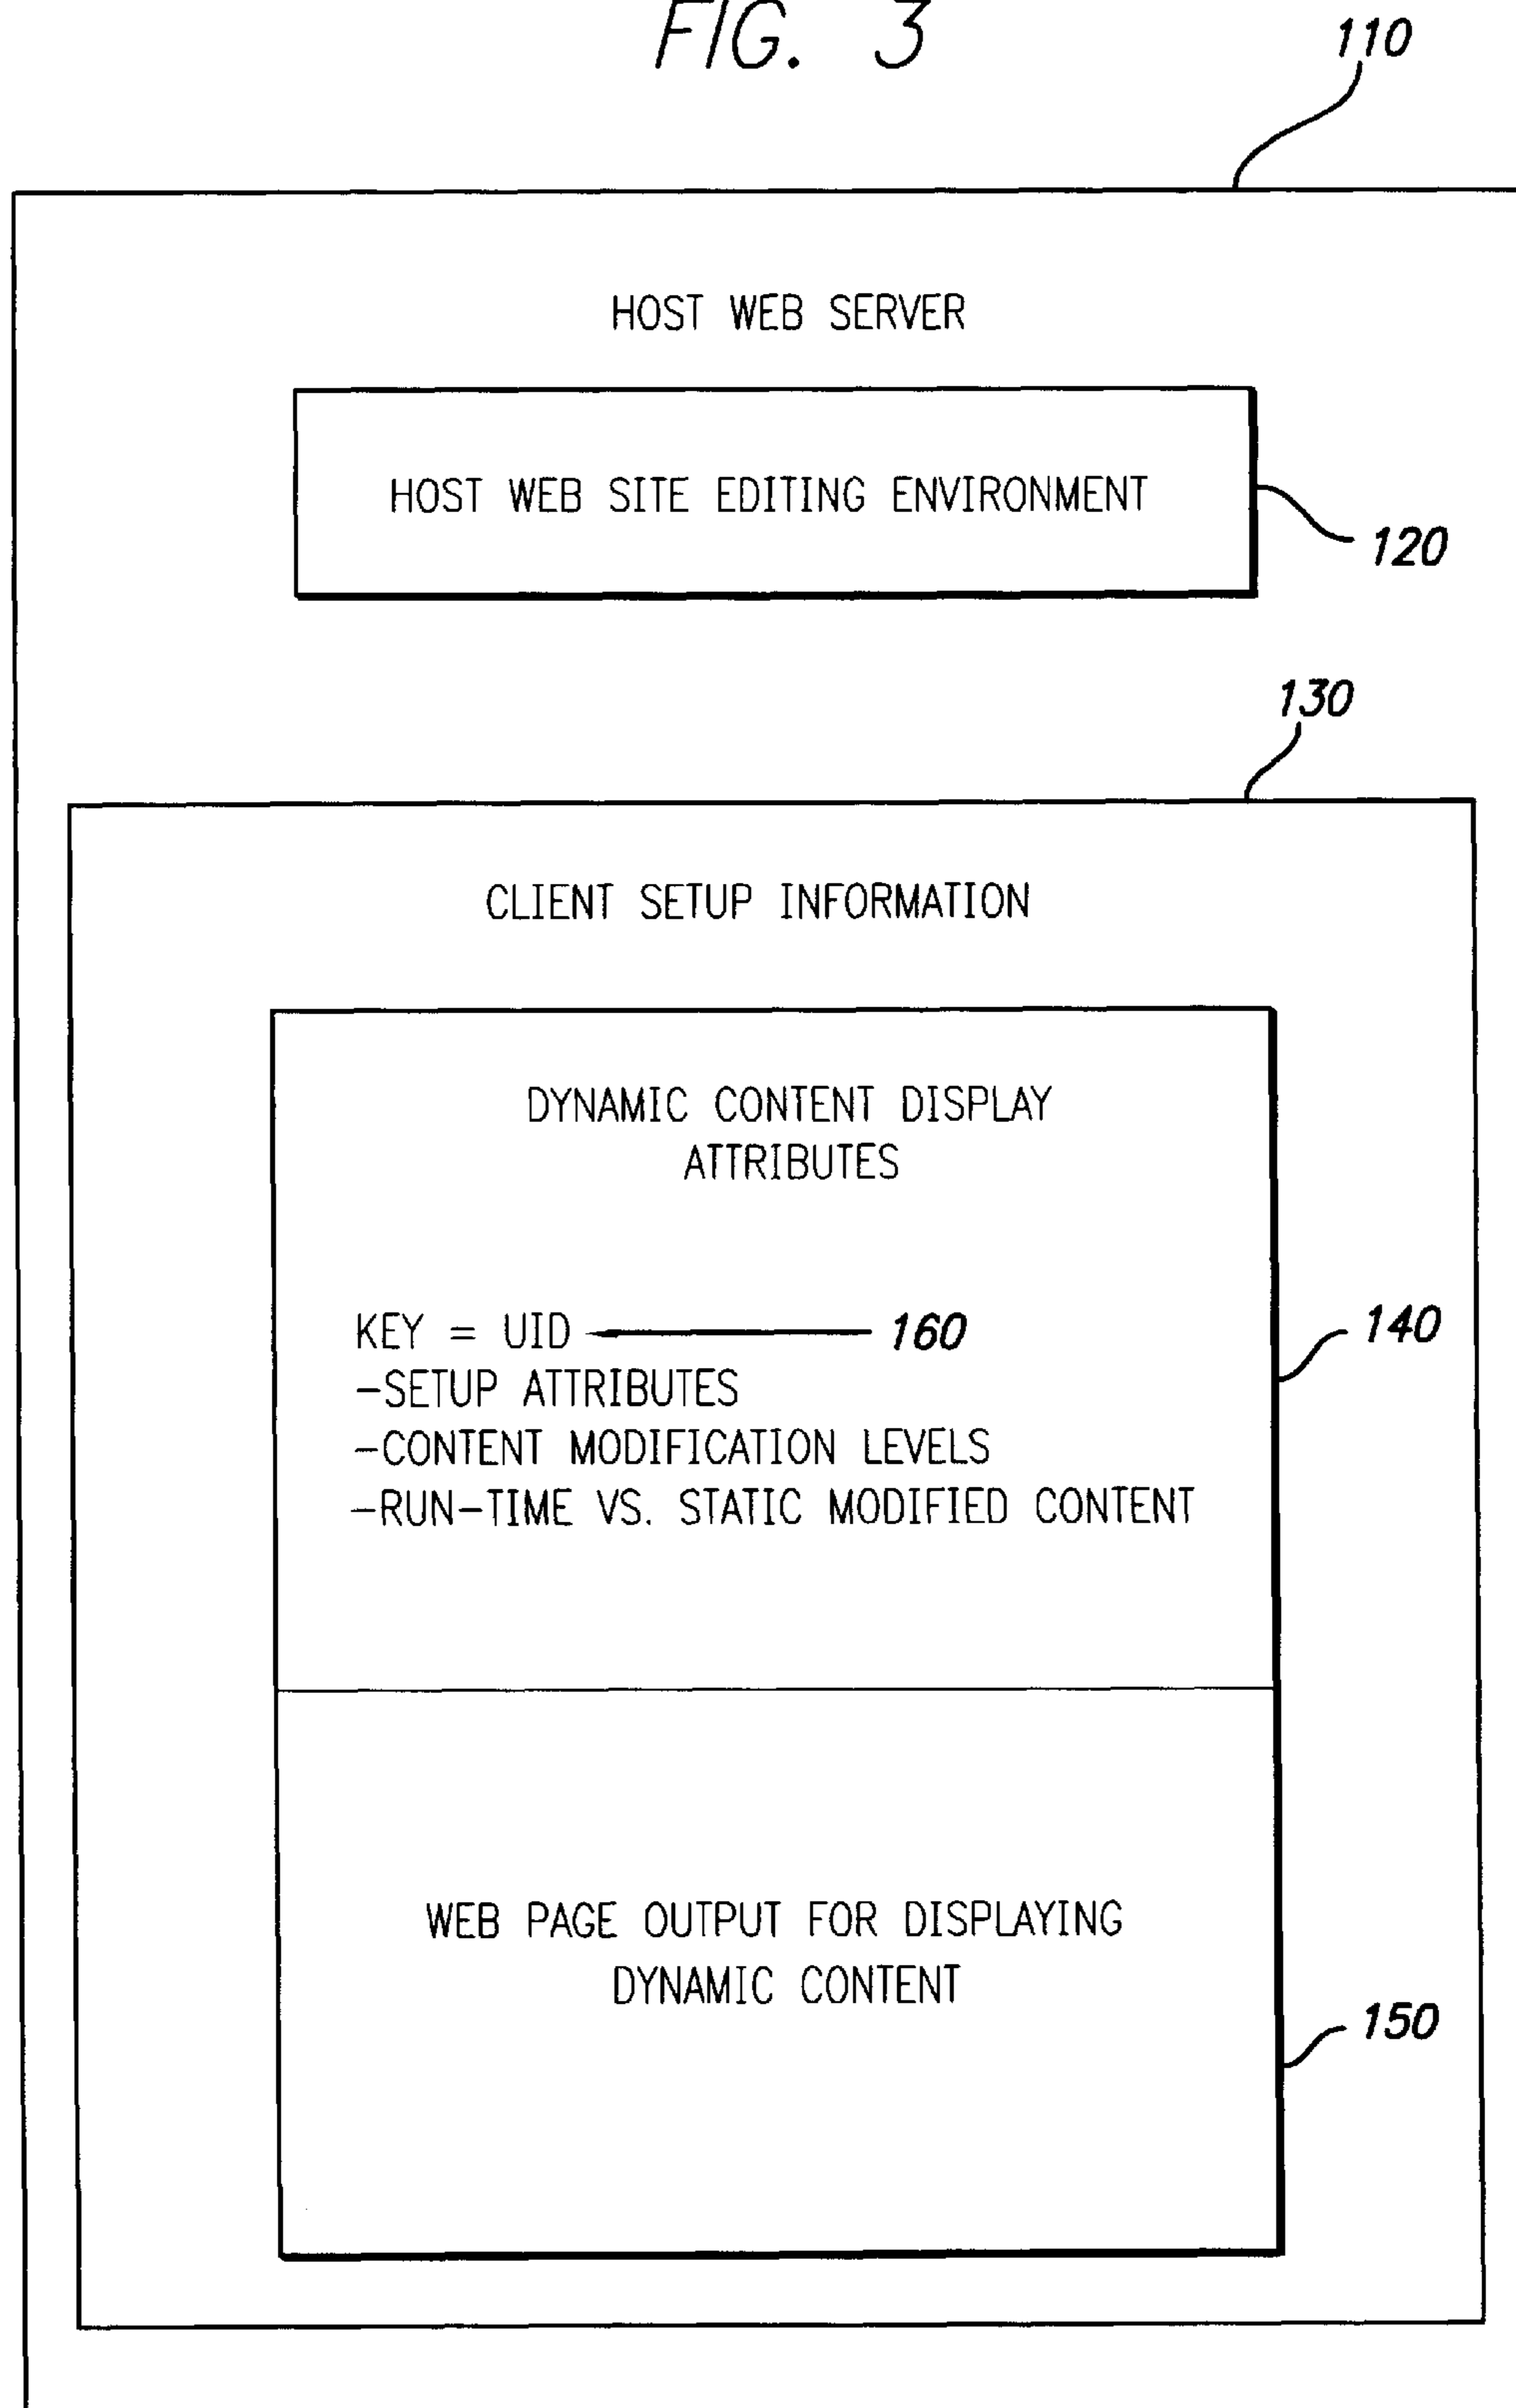 FIG. 3
110
HOST WEB SERVER
HOST WEB SITE EDITING ENVIRONMENT
120
130
CLIENT SETUP INFORMATION
DYNAMIC CONTENT DISPLAY
ATTRIBUTES
KEY = UID 160
140
-SETUP ATTRIBUTES
-CONTENT MODIFICATION LEVELS
-RUN-TIME VS. STATIC MODIFIED CONTENT
WEB PAGE OUTPUT FOR DISPLAYING
DYNAMIC CONTENT
150